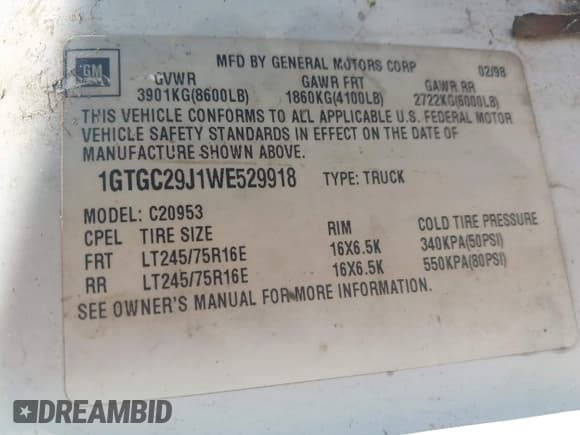 GM
MFD BY GENERAL MOTORS CORP 02/98
GVWR GAWR FRT GAWR RR
3901KG(8600LB) 1860KG(4100LB) 2722KG(6000LB)
THIS VEHICLE CONFORMS TO ALL APPLICABLE U.S. FEDERAL MOTOR
VEHICLE SAFETY STANDARDS IN EFFECT ON THE DATE OF
MANUFACTURE SHOWN ABOVE.
1GTGC29J1WE529918 TYPE: TRUCK
MODEL: C20953
CPEL TIRE SIZE RIM COLD TIRE PRESSURE
FRT LT245/75R16E 16X6.5K 340KPA(50PSI)
RR LT245/75R16E 16X6.5K 550KPA(80PSI)
SEE OWNER'S MANUAL FOR MORE INFORMATION.
DREAMBID